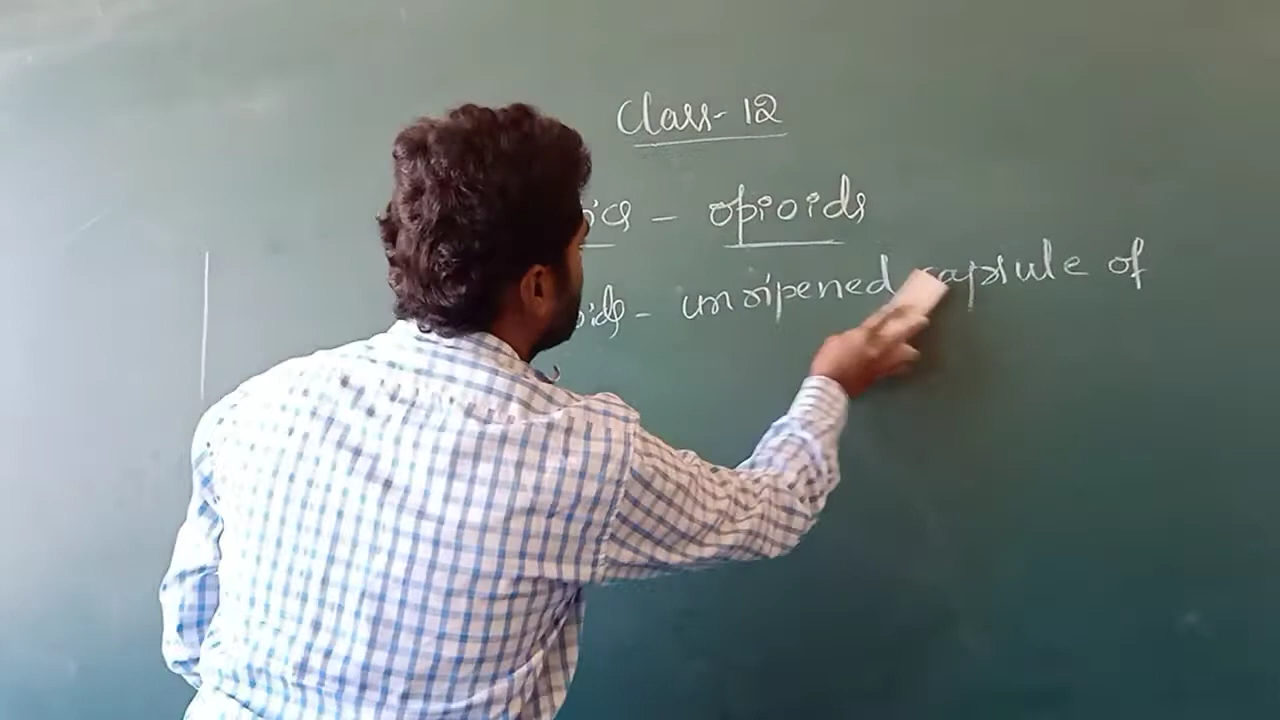 Class - 12
- opioids
- unripened capsule of